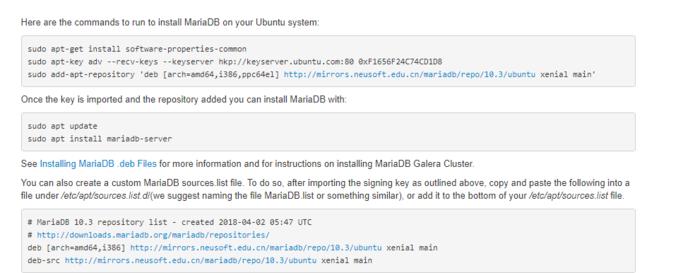 Here are the commands to run to install MariaDB on your Ubuntu system:
sudo apt-get install software-properties-common
sudo apt-key adv --recv-keys --keyserver hkp://keyserver.ubuntu.com:80 0xF1656F24C74CD1D8
sudo add-apt-repository 'deb [arch=amd64,i386,ppc64el] http://mirrors.neusoft.edu.cn/mariadb/repo/10.3/ubuntu xenial main'
Once the key is imported and the repository added you can install MariaDB with:
sudo apt update
sudo apt install mariadb-server
See Installing MariaDB .deb Files for more information and for instructions on installing MariaDB Galera Cluster.
You can also create a custom MariaDB sources.list file. To do so, after importing the signing key as outlined above, copy and paste the following into a
file under /etc/apt/sources.list.d/(we suggest naming the file MariaDB.list or something similar), or add it to the bottom of your /etc/apt/sources.list file.
# MariaDB 10.3 repository list - created 2018-04-02 05:47 UTC
# http://downloads.mariadb.org/mariadb/repositories/
deb [arch=amd64,i386] http://mirrors.neusoft.edu.cn/mariadb/repo/10.3/ubuntu xenial main
deb-src http://mirrors.neusoft.edu.cn/mariadb/repo/10.3/ubuntu xenial main